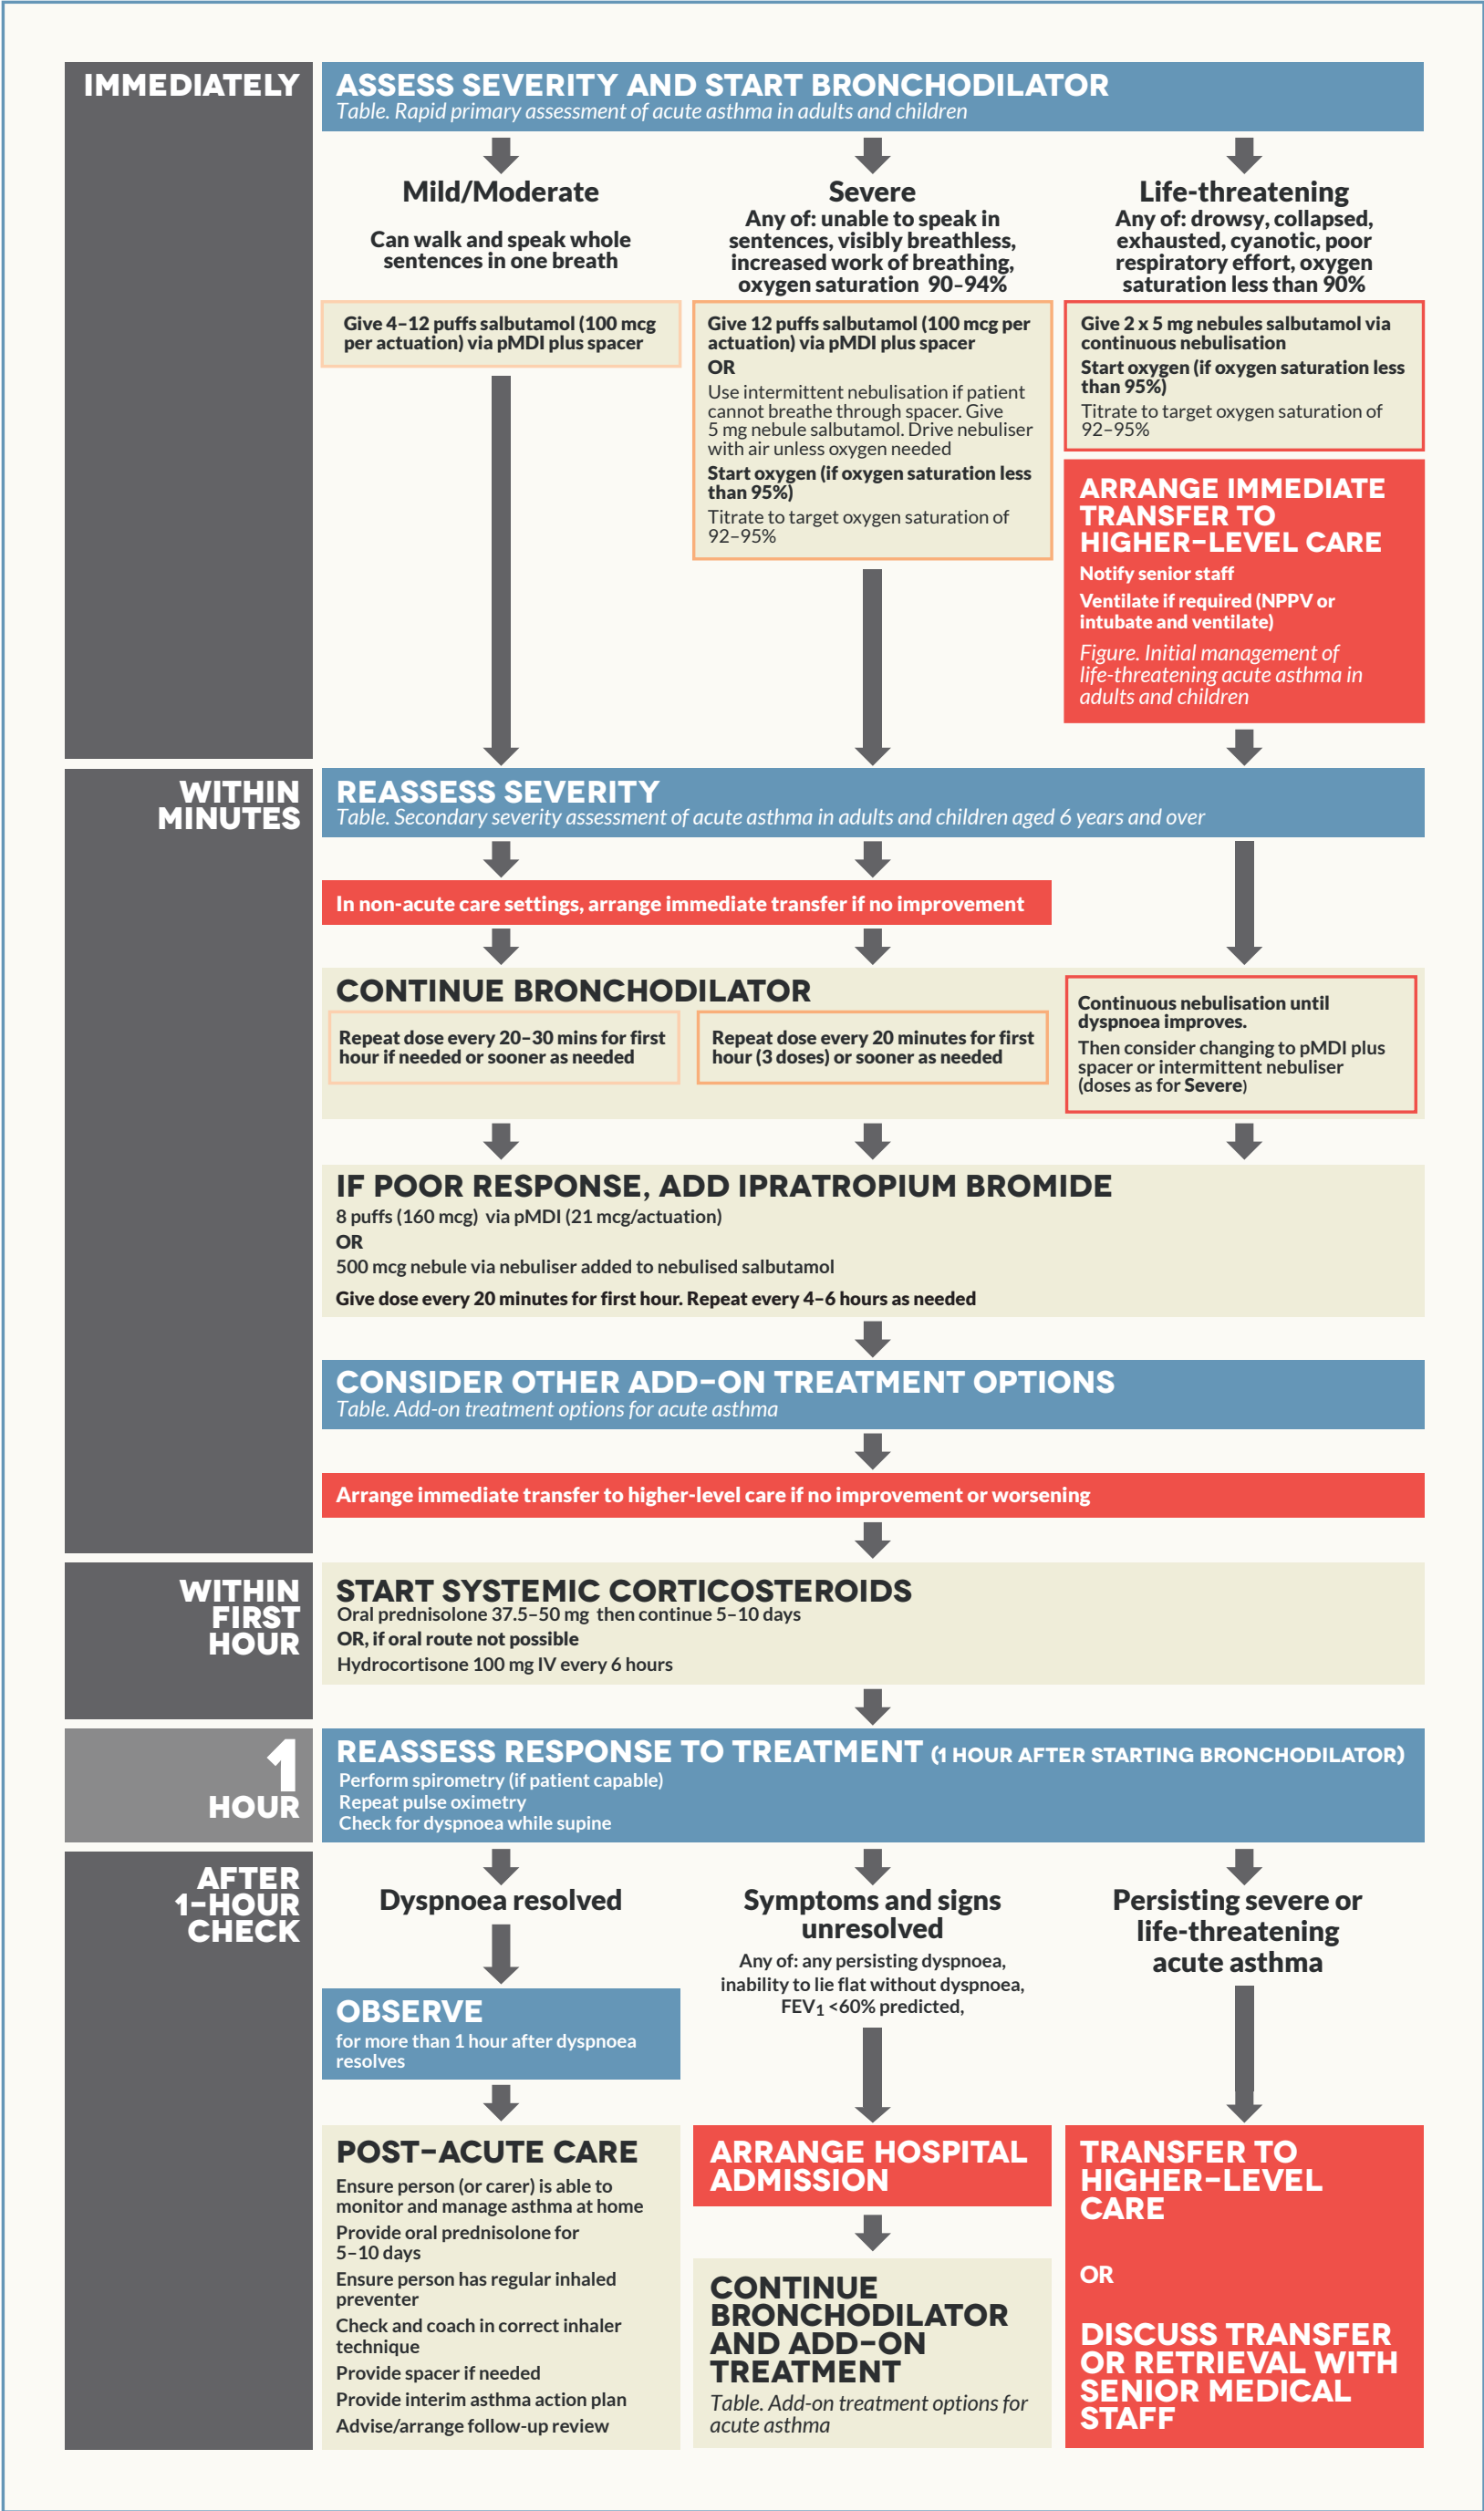 IMMEDIATELY
ASSESS SEVERITY AND START BRONCHODILATOR
Table. Rapid primary assessment of acute asthma in adults and children
Mild/Moderate
Can walk and speak whole
sentences in one breath
Give 4–12 puffs salbutamol (100 mcg
per actuation) via pMDI plus spacer
Severe
Any of: unable to speak in
sentences, visibly breathless,
increased work of breathing,
oxygen saturation 90–94%
Give 12 puffs salbutamol (100 mcg per
actuation) via pMDI plus spacer
OR
Use intermittent nebulisation if patient
cannot breathe through spacer. Give
5 mg nebule salbutamol. Drive nebuliser
with air unless oxygen needed
Start oxygen (if oxygen saturation less
than 95%)
Titrate to target oxygen saturation of
92–95%
Life-threatening
Any of: drowsy, collapsed,
exhausted, cyanotic, poor
respiratory effort, oxygen
saturation less than 90%
Give 2 x 5 mg nebules salbutamol via
continuous nebulisation
Start oxygen (if oxygen saturation less
than 95%)
Titrate to target oxygen saturation of
92–95%
ARRANGE IMMEDIATE
TRANSFER TO
HIGHER-LEVEL CARE
Notify senior staff
Ventilate if required (NPPV or
intubate and ventilate)
Figure. Initial management of
life-threatening acute asthma in
adults and children
WITHIN
MINUTES
REASSESS SEVERITY
Table. Secondary severity assessment of acute asthma in adults and children aged 6 years and over
In non-acute care settings, arrange immediate transfer if no improvement
CONTINUE BRONCHODILATOR
Repeat dose every 20–30 mins for first
hour if needed or sooner as needed
Repeat dose every 20 minutes for first
hour (3 doses) or sooner as needed
Continuous nebulisation until
dyspnoea improves.
Then consider changing to pMDI plus
spacer or intermittent nebuliser
(doses as for Severe)
IF POOR RESPONSE, ADD IPRATROPIUM BROMIDE
8 puffs (160 mcg) via pMDI (21 mcg/actuation)
OR
500 mcg nebule via nebuliser added to nebulised salbutamol
Give dose every 20 minutes for first hour. Repeat every 4–6 hours as needed
CONSIDER OTHER ADD-ON TREATMENT OPTIONS
Table. Add-on treatment options for acute asthma
Arrange immediate transfer to higher-level care if no improvement or worsening
WITHIN
FIRST
HOUR
START SYSTEMIC CORTICOSTEROIDS
Oral prednisolone 37.5–50 mg then continue 5–10 days
OR, if oral route not possible
Hydrocortisone 100 mg IV every 6 hours
1
HOUR
REASSESS RESPONSE TO TREATMENT (1 HOUR AFTER STARTING BRONCHODILATOR)
Perform spirometry (if patient capable)
Repeat pulse oximetry
Check for dyspnoea while supine
AFTER
1-HOUR
CHECK
Dyspnoea resolved
OBSERVE
for more than 1 hour after dyspnoea
resolves
POST-ACUTE CARE
Ensure person (or carer) is able to
monitor and manage asthma at home
Provide oral prednisolone for
5–10 days
Ensure person has regular inhaled
preventer
Check and coach in correct inhaler
technique
Provide spacer if needed
Provide interim asthma action plan
Advise/arrange follow-up review
Symptoms and signs
unresolved
Any of: any persisting dyspnoea,
inability to lie flat without dyspnoea,
FEV1 <60% predicted,
ARRANGE HOSPITAL
ADMISSION
CONTINUE
BRONCHODILATOR
AND ADD-ON
TREATMENT
Table. Add-on treatment options for
acute asthma
Persisting severe or
life-threatening
acute asthma
TRANSFER TO
HIGHER-LEVEL
CARE
OR
DISCUSS TRANSFER
OR RETRIEVAL WITH
SENIOR MEDICAL
STAFF